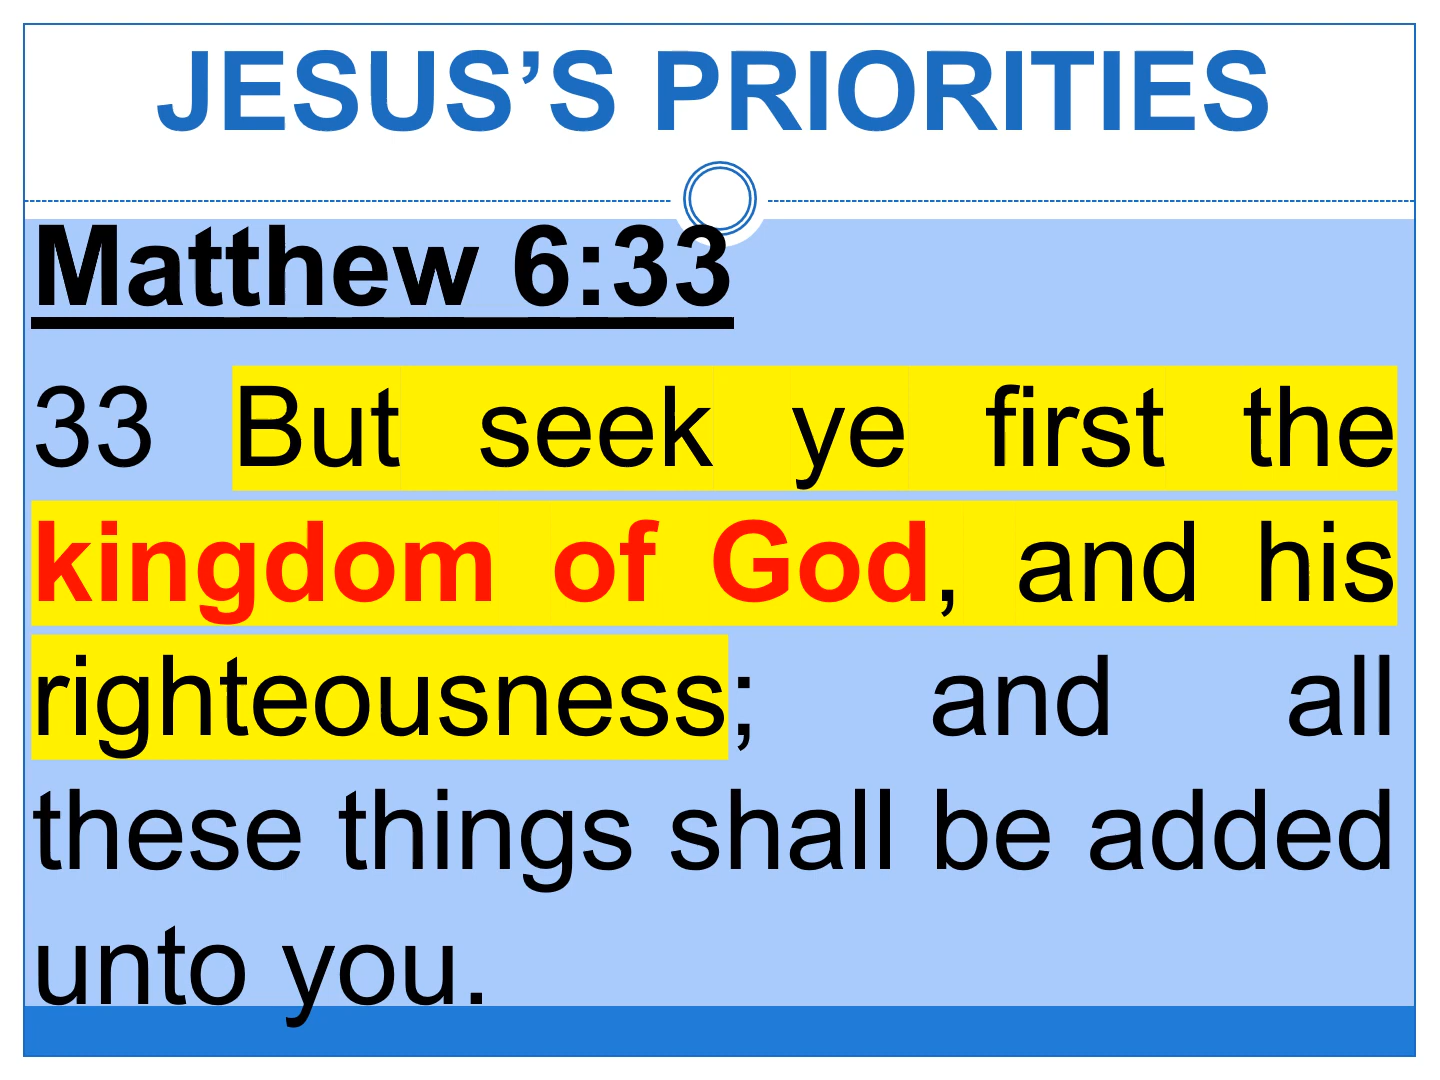 JESUS’S PRIORITIES
Matthew 6:33
33 But seek ye first the
kingdom of God, and his
righteousness; and all
these things shall be added
unto you.